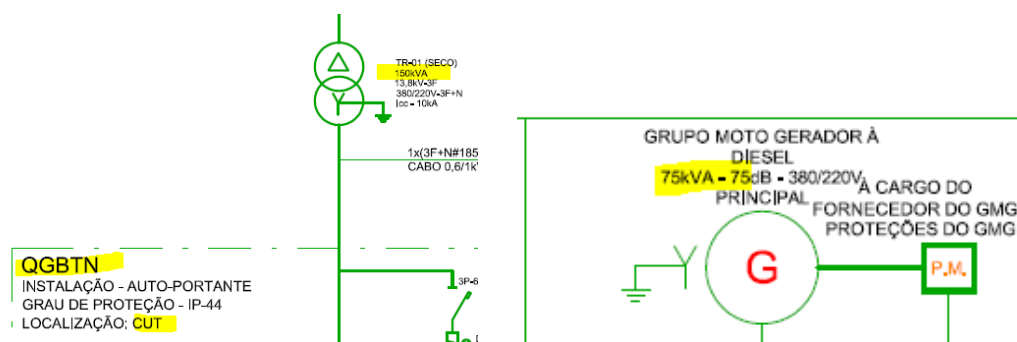 TR-01 (SECO)
150kVA
13,8kV-3F
380/220V-3F+N
Icc - 10kA
1x(3F+N#185
CABO 0,6/1k
QGBTN
INSTALAÇÃO - AUTO-PORTANTE
GRAU DE PROTEÇÃO - IP-44
LOCALIZAÇÃO: CUT
3P-6
GRUPO MOTO GERADOR À
DIESEL
75kVA - 75dB - 380/220V
PRINCIPAL
À CARGO DO
FORNECEDOR DO GMG
PROTEÇÕES DO GMG
G
P.M.